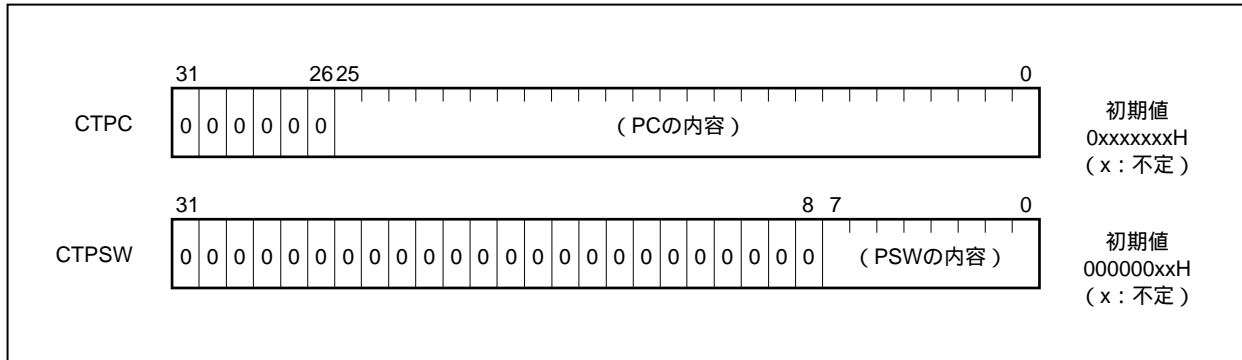 31 26 25 0
CTPC 0 0 0 0 0 0 (PCの内容) 初期値
0xxxxxxxH
(x:不定)
31 8 7 0
CTPSW 0 0 0 0 0 0 0 0 0 0 0 0 0 0 0 0 0 0 0 0 0 0 0 0 (PSWの内容) 初期値
000000xxH
(x:不定)